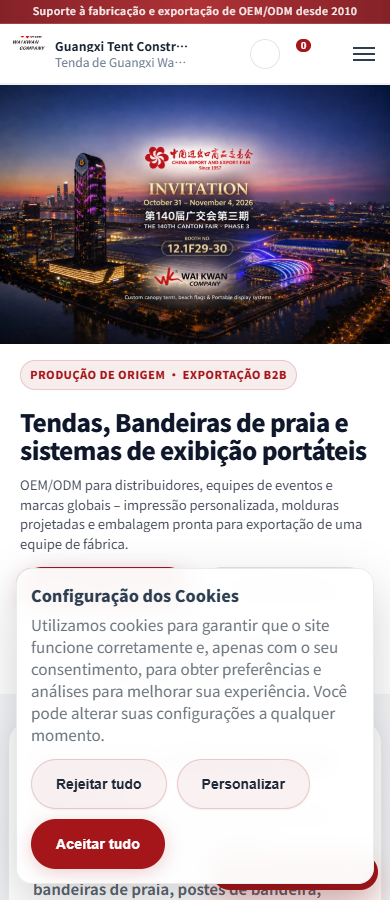 Suporte à fabricação e exportação de OEM/ODM desde 2010
WAI KWAN
COMPANY
Guangxi Tent Constr···
Tenda de Guangxi Wa···
0
中国进出口商品交易会
Since 1957
INVITATION
October 31 – November 4, 2026
第140届广交会第三期
THE 140TH CANTON FAIR · PHASE 3
BOOTH NO
12.1F29-30
WAI KWAN
COMPANY
Custom canopy tents, beach flags & Portable display systems
PRODUÇÃO DE ORIGEM • EXPORTAÇÃO B2B
Tendas, Bandeiras de praia e
sistemas de exibição portáteis
OEM/ODM para distribuidores, equipes de eventos e
marcas globais – impressão personalizada, molduras
projetadas e embalagem pronta para exportação de uma
equipe de fábrica.
Configuração dos Cookies
Utilizamos cookies para garantir que o site
funcione corretamente e, apenas com o seu
consentimento, para obter preferências e
análises para melhorar sua experiência. Você
pode alterar suas configurações a qualquer
momento.
Rejeitar tudo
Personalizar
Aceitar tudo
bandeiras de praia, postes de bandeira,